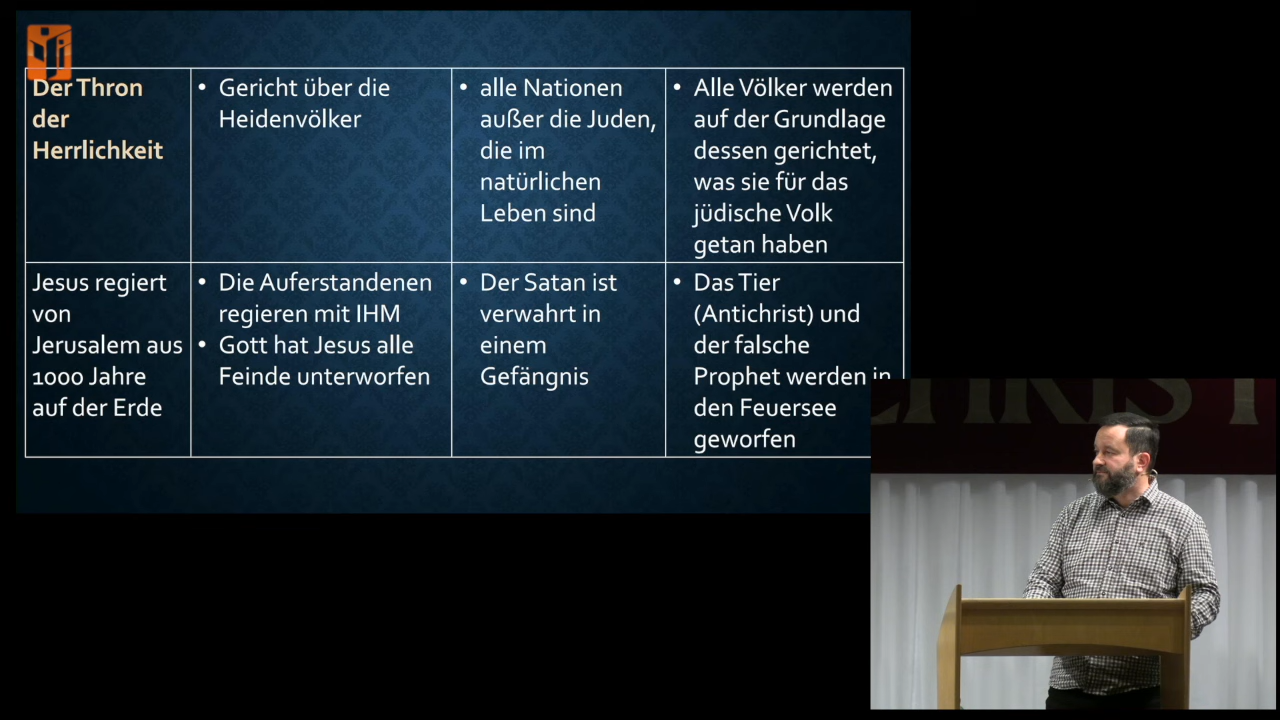 Der Thron
der
Herrlichkeit
• Gericht über die
Heidenvölker
• alle Nationen
außer die Juden,
die im
natürlichen
Leben sind
• Alle Völker werden
auf der Grundlage
dessen gerichtet,
was sie für das
jüdische Volk
getan haben
Jesus regiert
von
Jerusalem aus
1000 Jahre
auf der Erde
• Die Auferstandenen
regieren mit IHM
• Gott hat Jesus alle
Feinde unterworfen
• Der Satan ist
verwahrt in
einem
Gefängnis
• Das Tier
(Antichrist) und
der falsche
Prophet werden in
den Feuersee
geworfen
CHRIST